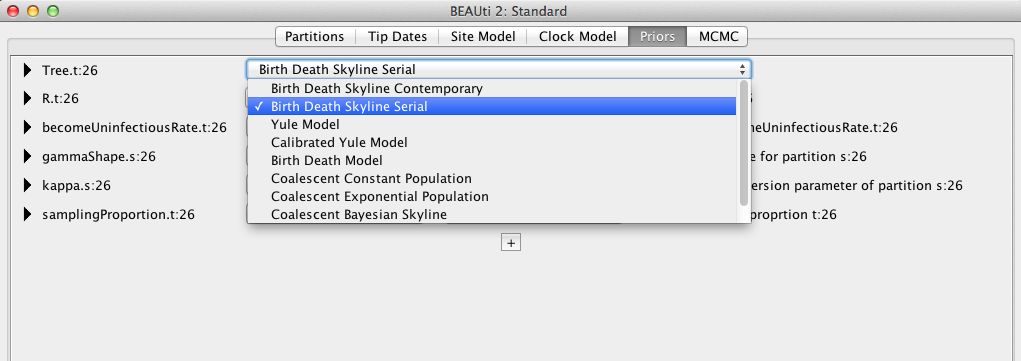 BEAUti 2: Standard
Partitions Tip Dates Site Model Clock Model Priors MCMC
Tree.t:26 Birth Death Skyline Serial
Birth Death Skyline Contemporary
R.t:26
✓ Birth Death Skyline Serial
becomeUninfectiousRate.t:26 Yule Model neUninfectiousRate.t:26
Calibrated Yule Model
gammaShape.s:26 Birth Death Model e for partition s:26
Coalescent Constant Population
kappa.s:26 ersion parameter of partition s:26
Coalescent Exponential Population
samplingProportion.t:26 Coalescent Bayesian Skyline proprtion t:26
+